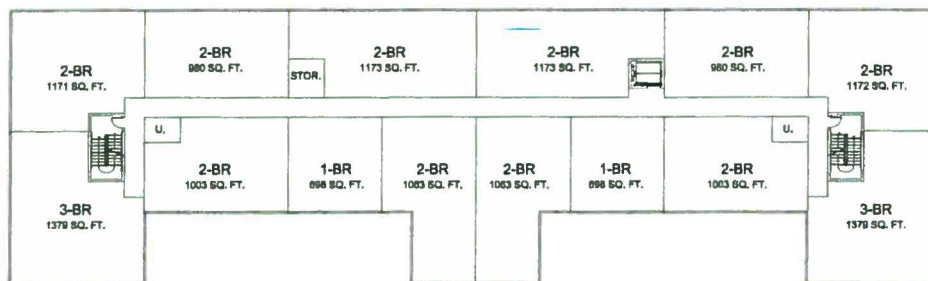 2-BR
1171 SQ. FT.
2-BR
980 SQ. FT.
STOR.
2-BR
1173 SQ. FT.
2-BR
1173 SQ. FT.
2-BR
980 SQ. FT.
2-BR
1172 SQ. FT.
U.
U.
2-BR
1003 SQ. FT.
1-BR
698 SQ. FT.
2-BR
1063 SQ. FT.
2-BR
1063 SQ. FT.
1-BR
698 SQ. FT.
2-BR
1003 SQ. FT.
3-BR
1379 SQ. FT.
3-BR
1379 SQ. FT.